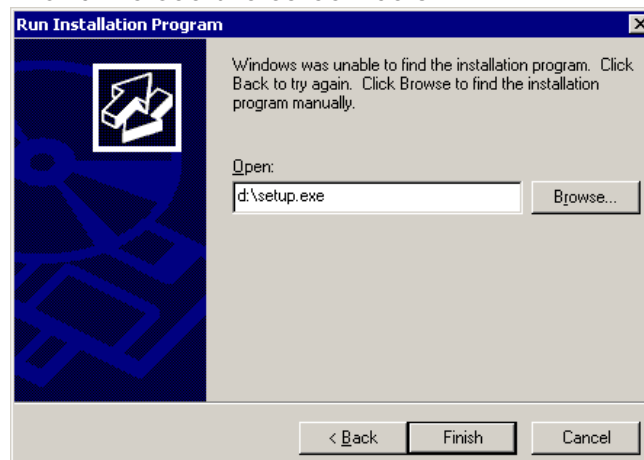 Run Installation Program
Windows was unable to find the installation program. Click
Back to try again. Click Browse to find the installation
program manually.
Open:
d:\setup.exe
Browse...
< Back
Finish
Cancel